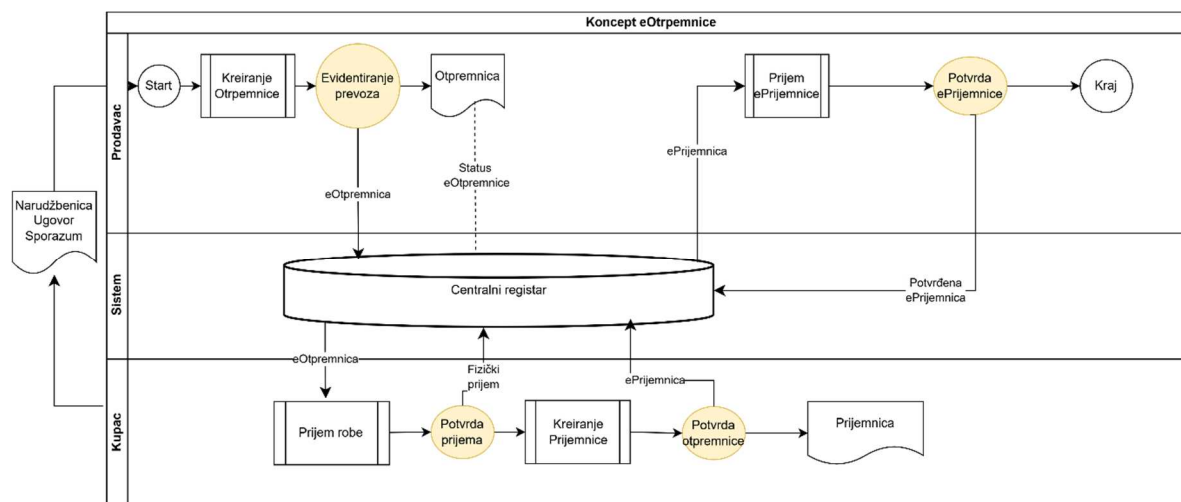 Koncept eOtrpemnice
Prodavac
Start
Kreiranje
Otrpemnice
Evidentiranje
prevoza
Otpremnica
Prijem
ePrijemnice
Potvrda
ePrijemnice
Kraj
ePrijemnica
Status
eOtpremnice
eOtpremnica
Narudžbenica
Ugovor
Sporazum
Sistem
Centralni registar
Potvrđena
ePrijemnica
eOtpremnica
Fizički
prijem
ePrijemnica
Kupac
Prijem robe
Potvrda
prijema
Kreiranje
Prijemnice
Potvrda
otpremnice
Prijemnica